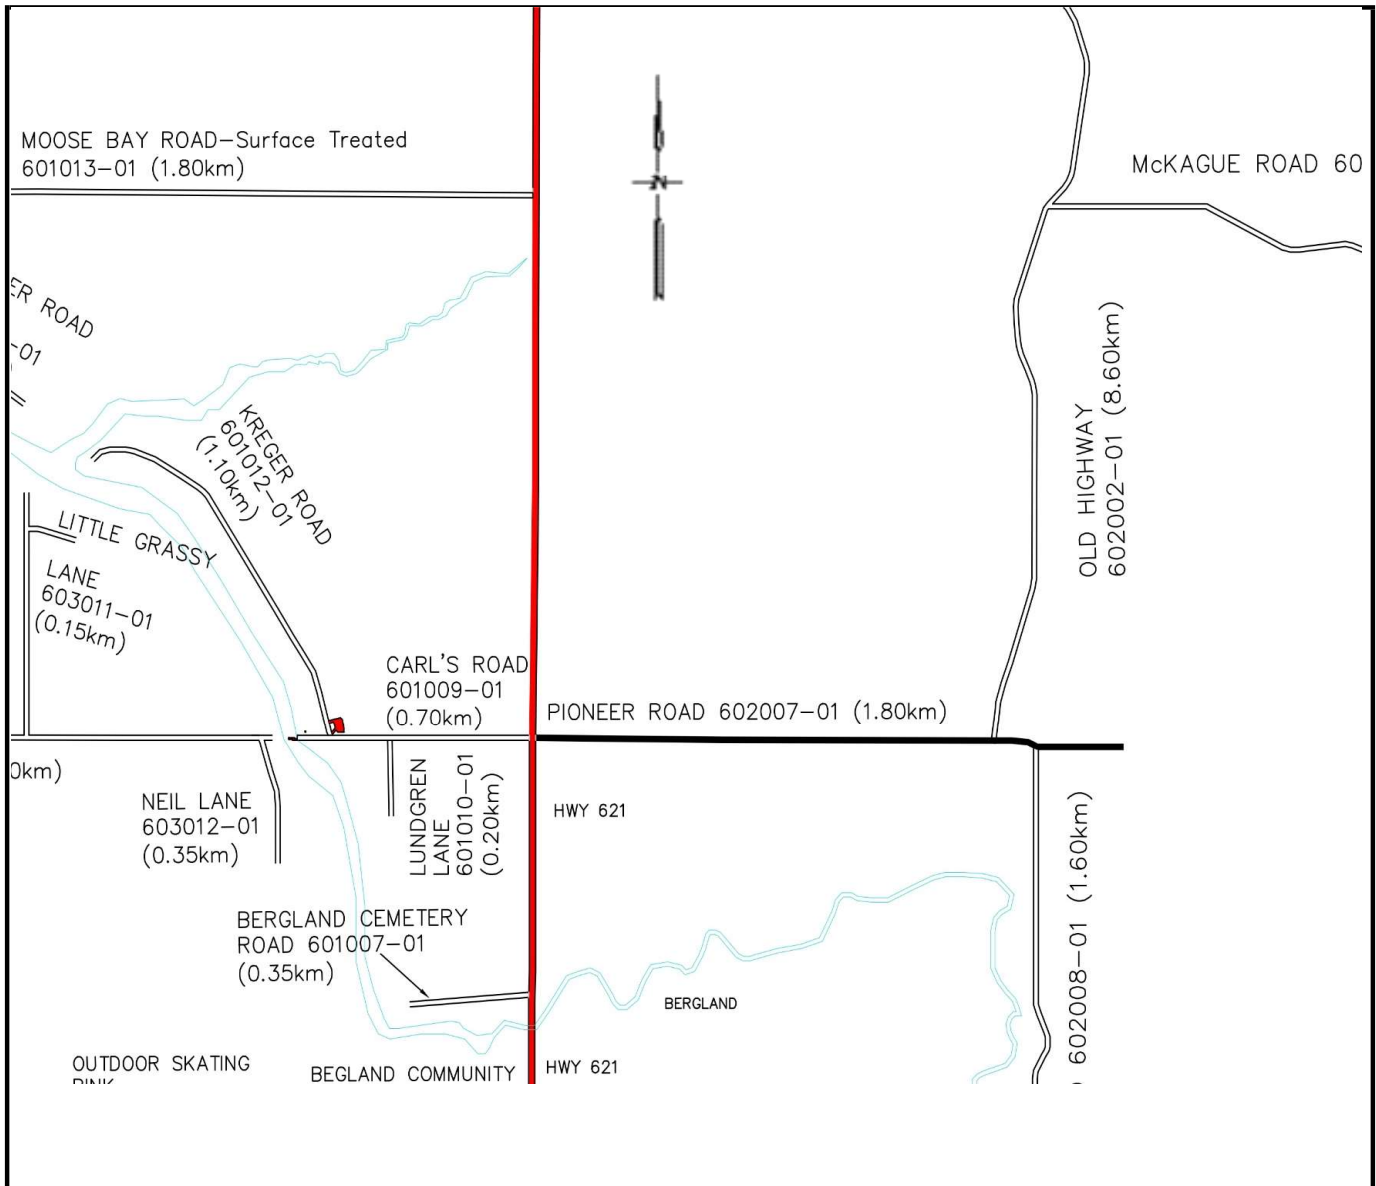 MOOSE BAY ROAD-Surface Treated
601013-01 (1.80km)
McKAGUE ROAD 60
N
ER ROAD
-01
KREGER ROAD
601012-01
(1.10km)
OLD HIGHWAY
602002-01 (8.60km)
LITTLE GRASSY
LANE
603011-01
(0.15km)
CARL'S ROAD
601009-01
(0.70km)
PIONEER ROAD 602007-01 (1.80km)
0km)
NEIL LANE
603012-01
(0.35km)
LUNDGREN
LANE
601010-01
(0.20km)
HWY 621
602008-01 (1.60km)
BERGLAND CEMETERY
ROAD 601007-01
(0.35km)
BERGLAND
OUTDOOR SKATING
RINK
BEGLAND COMMUNITY
HWY 621